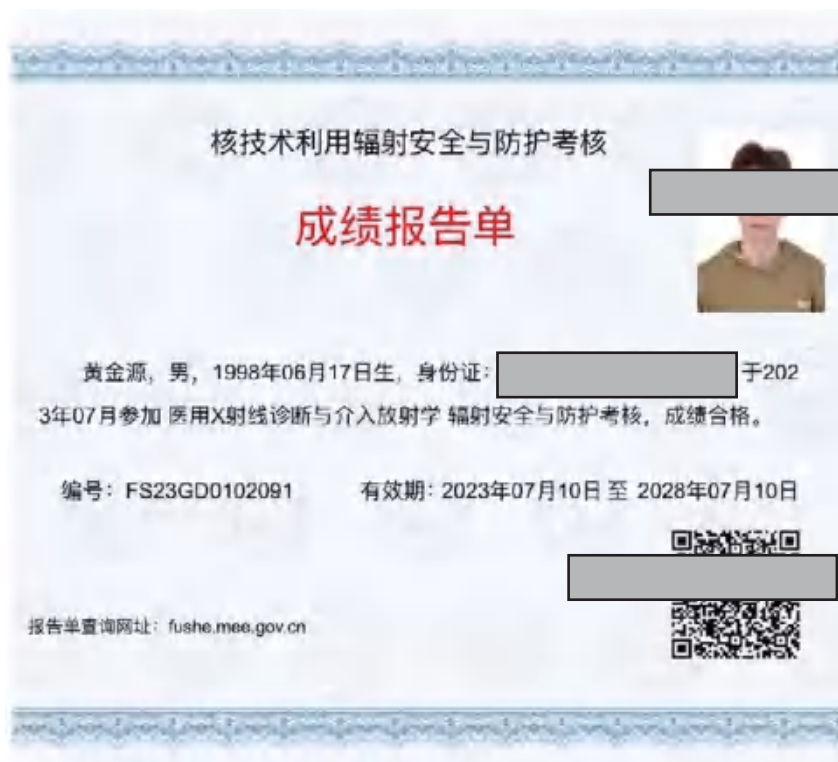 核技术利用辐射安全与防护考核
成绩报告单
黄金源，男，1998年06月17日生，身份证： 于202
3年07月参加 医用X射线诊断与介入放射学 辐射安全与防护考核，成绩合格。
编号：FS23GD0102091 有效期：2023年07月10日 至 2028年07月10日
报告单查询网址：fushe.mee.gov.cn